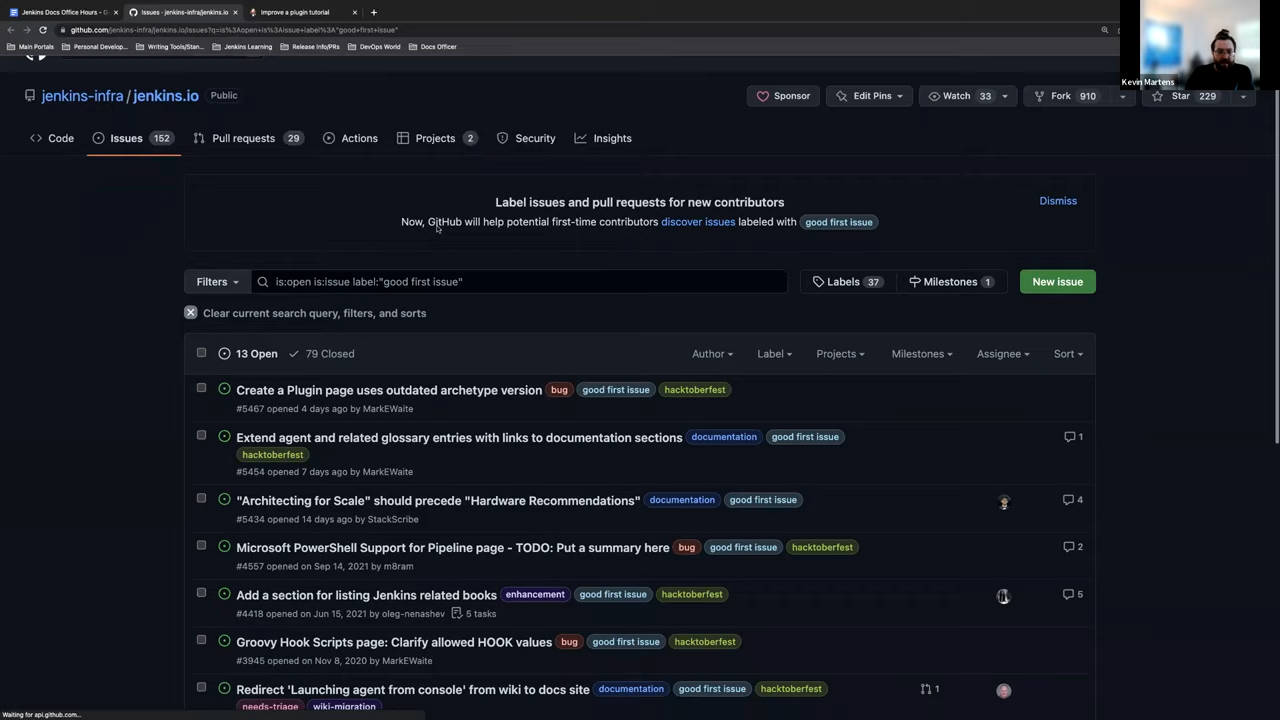 Jenkins Docs Office Hours - G
Issues · jenkins-infra/jenkins.io
Improve a plugin tutorial
github.com/jenkins-infra/jenkins.io/issues?q=is%3Aopen+is%3Aissue+label%3A"good+first+issue"
Main Portals
Personal Develop...
Writing Tools/Stan...
Jenkins Learning
Release Info/PRs
DevOps World
Docs Officer
Kevin Martens
jenkins-infra / jenkins.io
Public
Sponsor
Edit Pins
Watch 33
Fork 910
Star 229
Code
Issues 152
Pull requests 29
Actions
Projects 2
Security
Insights
Label issues and pull requests for new contributors
Dismiss
Now, GitHub will help potential first-time contributors discover issues labeled with good first issue
Filters
is:open is:issue label:"good first issue"
Labels 37
Milestones 1
New issue
Clear current search query, filters, and sorts
13 Open
79 Closed
Author
Label
Projects
Milestones
Assignee
Sort
Create a Plugin page uses outdated archetype version bug good first issue hacktoberfest
#5467 opened 4 days ago by MarkEWaite
Extend agent and related glossary entries with links to documentation sections documentation good first issue
1
hacktoberfest
#5454 opened 7 days ago by MarkEWaite
"Architecting for Scale" should precede "Hardware Recommendations" documentation good first issue
4
#5434 opened 14 days ago by StackScribe
Microsoft PowerShell Support for Pipeline page - TODO: Put a summary here bug good first issue hacktoberfest
2
#4557 opened on Sep 14, 2021 by m8ram
Add a section for listing Jenkins related books enhancement good first issue hacktoberfest
5
#4418 opened on Jun 15, 2021 by oleg-nenashev 5 tasks
Groovy Hook Scripts page: Clarify allowed HOOK values bug good first issue hacktoberfest
#3945 opened on Nov 8, 2020 by MarkEWaite
Redirect 'Launching agent from console' from wiki to docs site documentation good first issue hacktoberfest
1
needs-triage wiki-migration
Waiting for api.github.com...